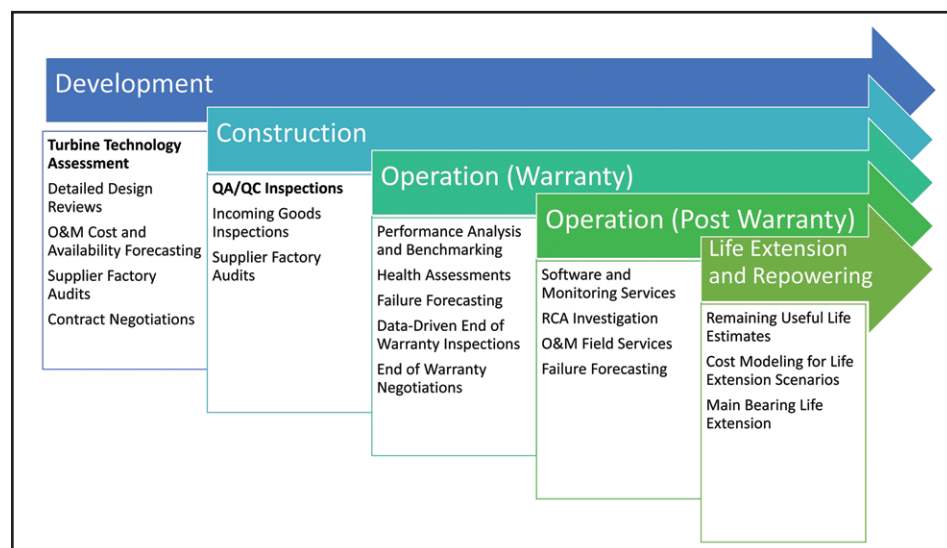 Development
Turbine Technology
Assessment
Detailed Design
Reviews
O&M Cost and
Availability Forecasting
Supplier Factory
Audits
Contract Negotiations
Construction
QA/QC Inspections
Incoming Goods
Inspections
Supplier Factory
Audits
Operation (Warranty)
Performance Analysis
and Benchmarking
Health Assessments
Failure Forecasting
Data-Driven End of
Warranty Inspections
End of Warranty
Negotiations
Operation (Post Warranty)
Software and
Monitoring Services
RCA Investigation
O&M Field Services
Failure Forecasting
Life Extension
and Repowering
Remaining Useful Life
Estimates
Cost Modeling for Life
Extension Scenarios
Main Bearing Life
Extension